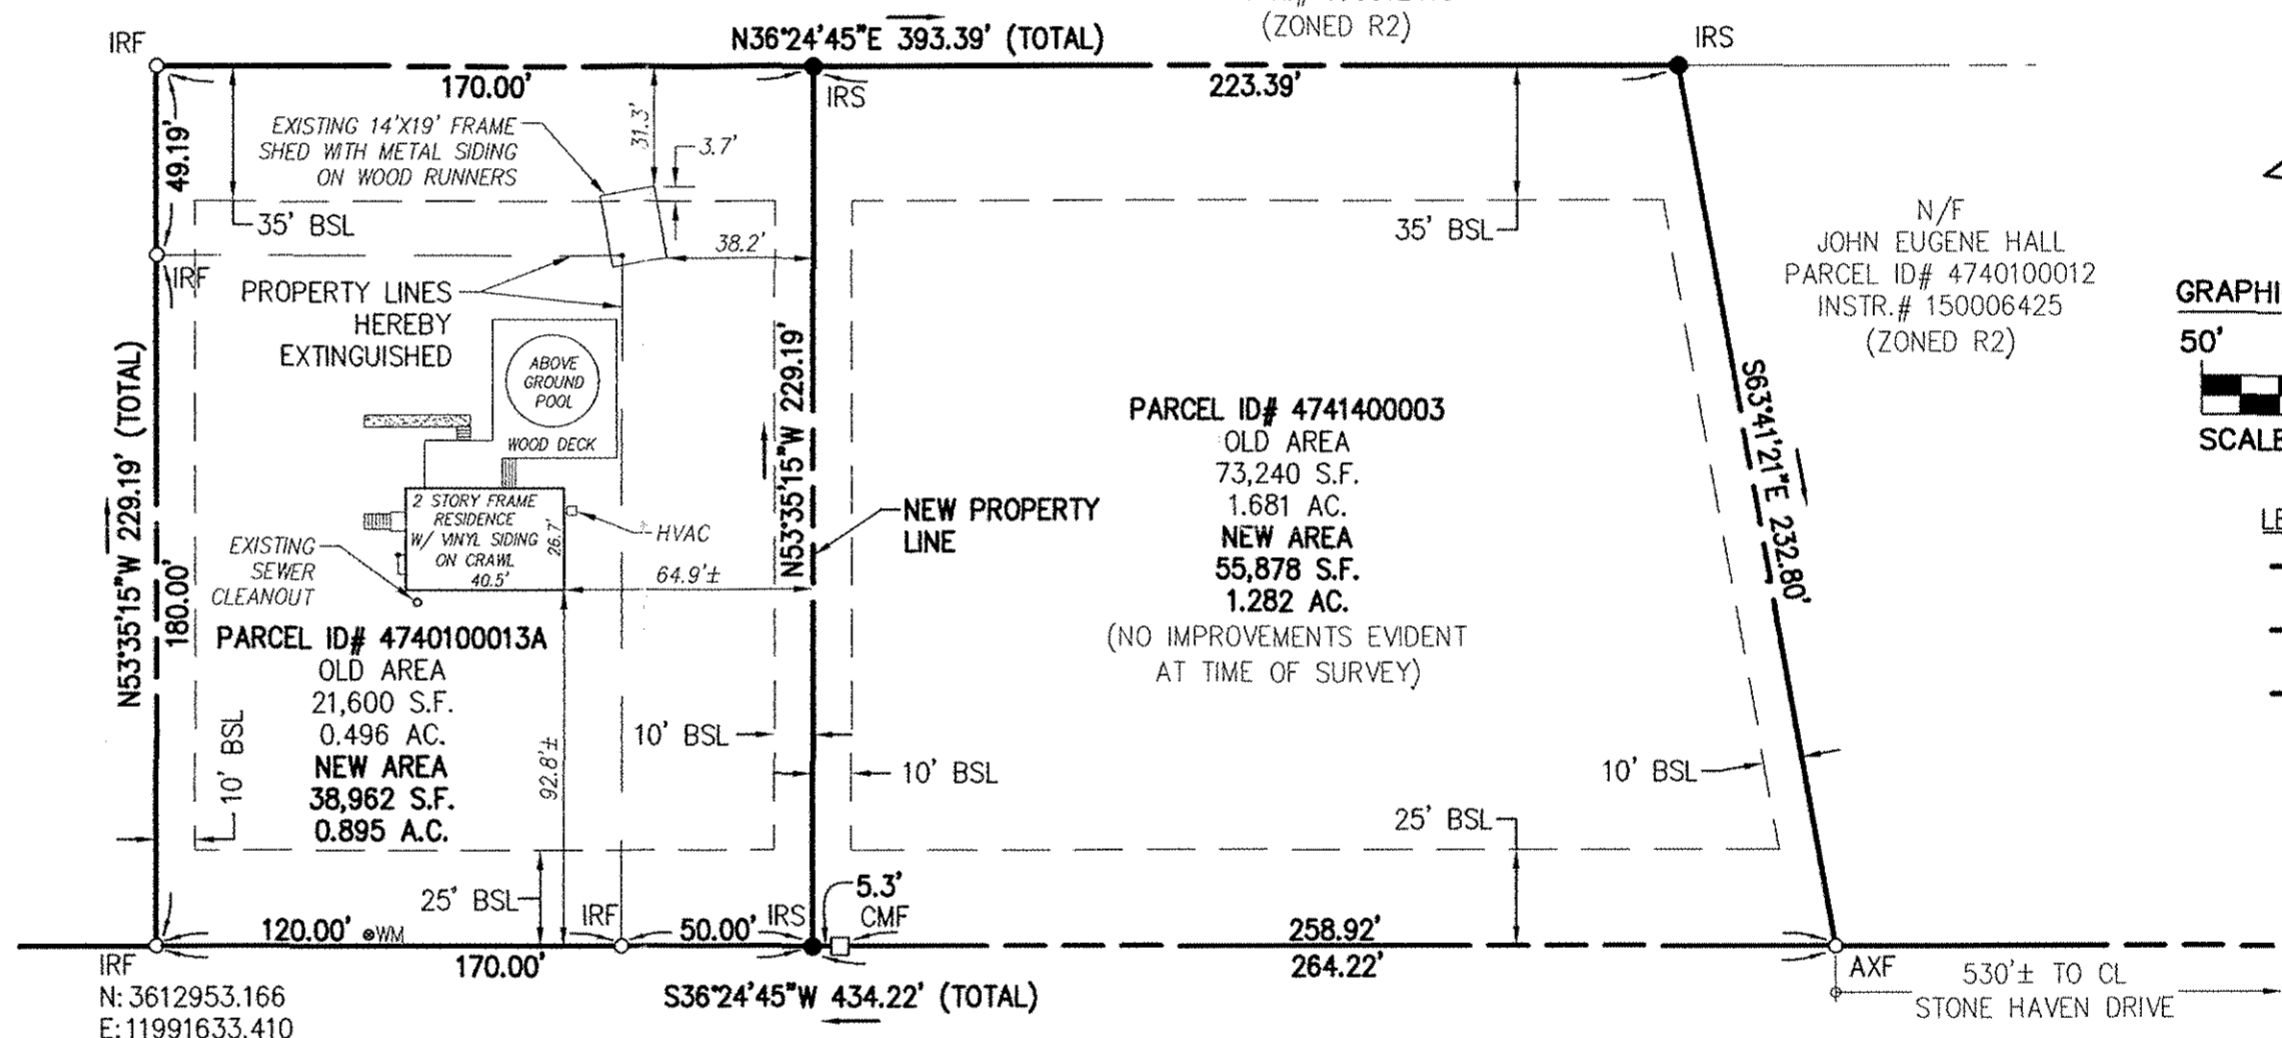 (ZONED R2)
N36°24'45"E 393.39' (TOTAL)
IRF
IRS
170.00'
IRS
223.39'
49.19'
EXISTING 14'X19' FRAME
SHED WITH METAL SIDING
ON WOOD RUNNERS
31.3'
3.7'
35' BSL
38.2'
35' BSL
IRF
PROPERTY LINES
HEREBY
EXTINGUISHED
N/F
JOHN EUGENE HALL
PARCEL ID# 4740100012
INSTR.# 150006425
(ZONED R2)
GRAPHI
50'
SCALE
LE
ABOVE
GROUND
POOL
WOOD DECK
N53°35'15"W 229.19' (TOTAL)
180.00'
N53°35'15"W 229.19'
S63°41'21"E 232.80'
2 STORY FRAME
RESIDENCE
W/ VINYL SIDING
ON CRAWL
40.5'
26.7'
HVAC
EXISTING
SEWER
CLEANOUT
64.9'±
NEW PROPERTY
LINE
PARCEL ID# 4741400003
OLD AREA
73,240 S.F.
1.681 AC.
NEW AREA
55,878 S.F.
1.282 AC.
(NO IMPROVEMENTS EVIDENT
AT TIME OF SURVEY)
PARCEL ID# 4740100013A
OLD AREA
21,600 S.F.
0.496 AC.
NEW AREA
38,962 S.F.
0.895 A.C.
10' BSL
92.8'±
10' BSL
10' BSL
10' BSL
25' BSL
25' BSL
5.3'
CMF
IRF
IRS
120.00'
WM
50.00'
258.92'
170.00'
264.22'
S36°24'45"W 434.22' (TOTAL)
IRF
N: 3612953.166
E: 11991633.410
AXF
530'± TO CL
STONE HAVEN DRIVE